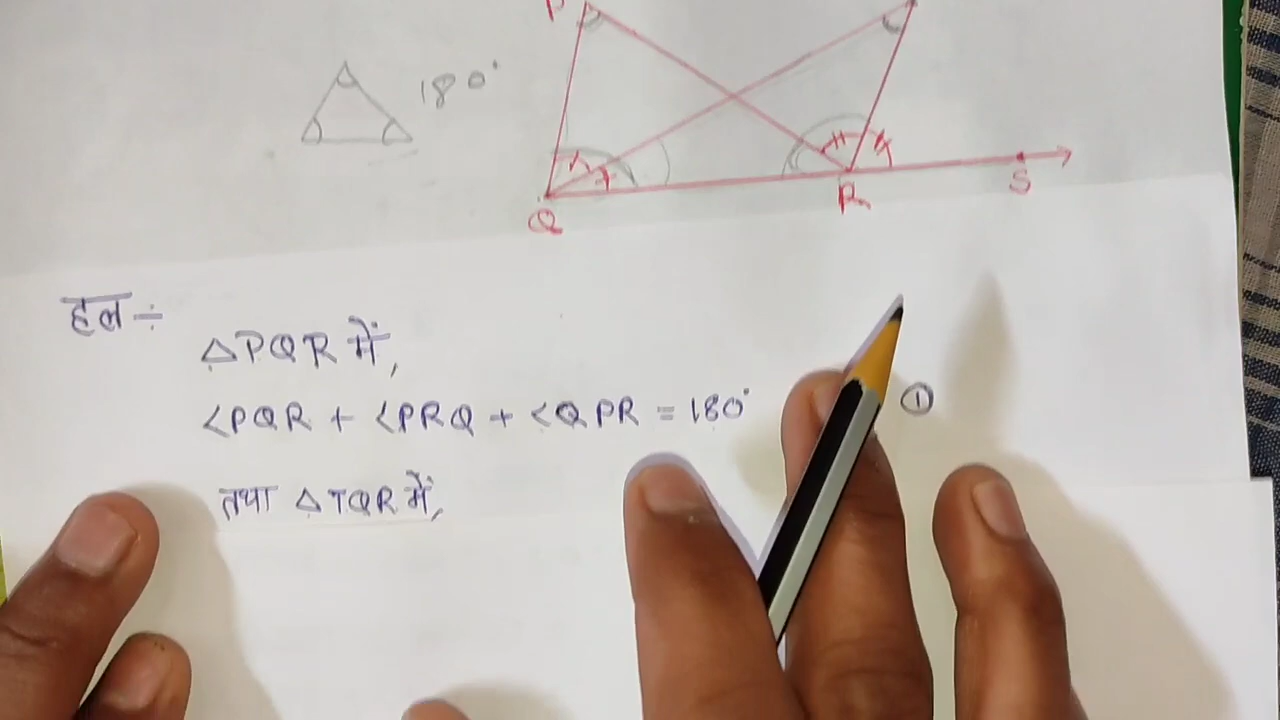 P
180°
Q
R
S
हल ÷
△PQR में,
<PQR + <PRQ + <QPR = 180° ①
तथा △TQR में,